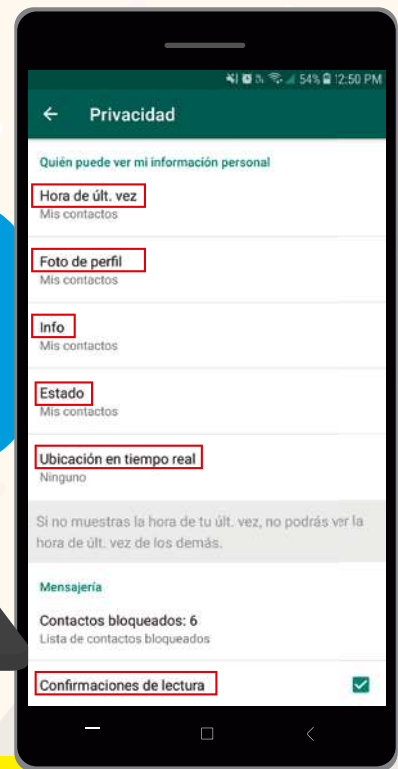 54% 12:50 PM
Privacidad
Quién puede ver mi información personal
Hora de últ. vez
Mis contactos
Foto de perfil
Mis contactos
Info
Mis contactos
Estado
Mis contactos
Ubicación en tiempo real
Ninguno
Si no muestras la hora de tu últ. vez, no podrás ver la
hora de últ. vez de los demás.
Mensajería
Contactos bloqueados: 6
Lista de contactos bloqueados
Confirmaciones de lectura